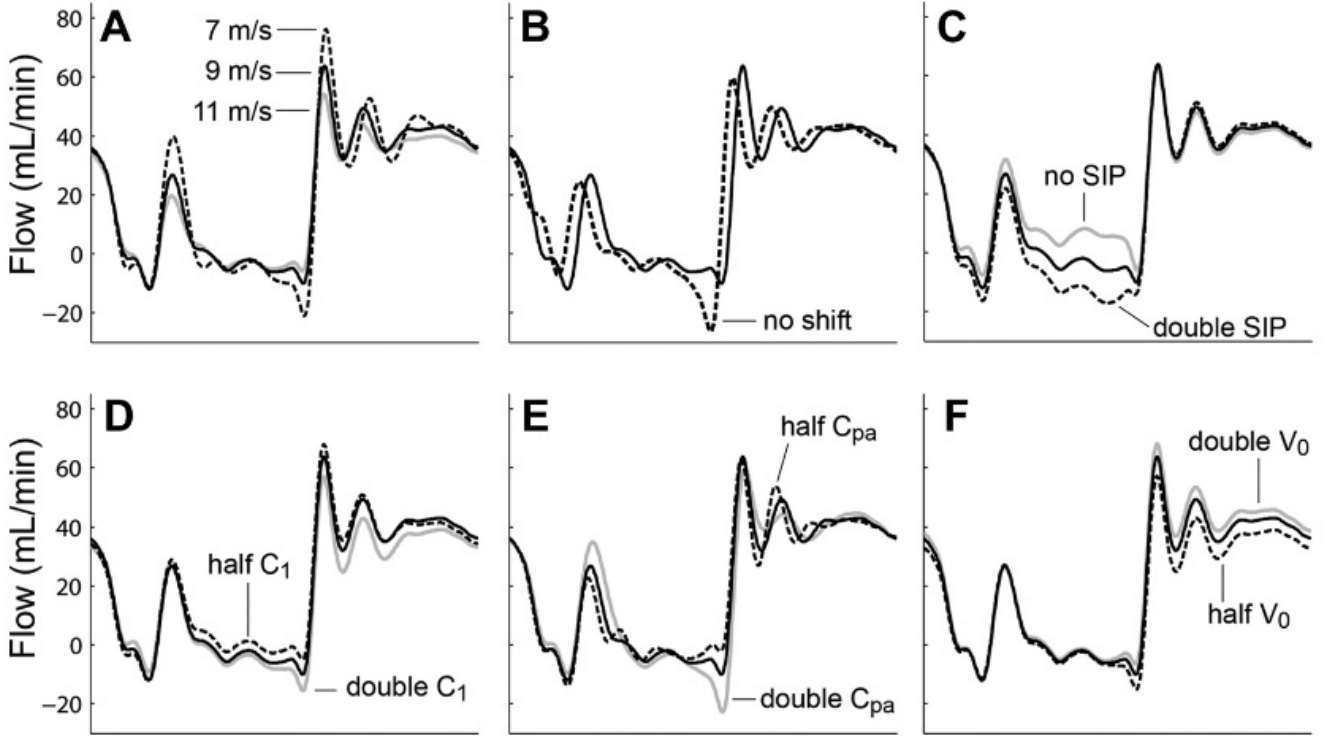 A
B
C
80
60
40
20
0
−20
Flow (mL/min)
7 m/s
9 m/s
11 m/s
no shift
no SIP
double SIP
D
E
F
80
60
40
20
0
−20
Flow (mL/min)
half C1
double C1
half Cpa
double Cpa
double V0
half V0